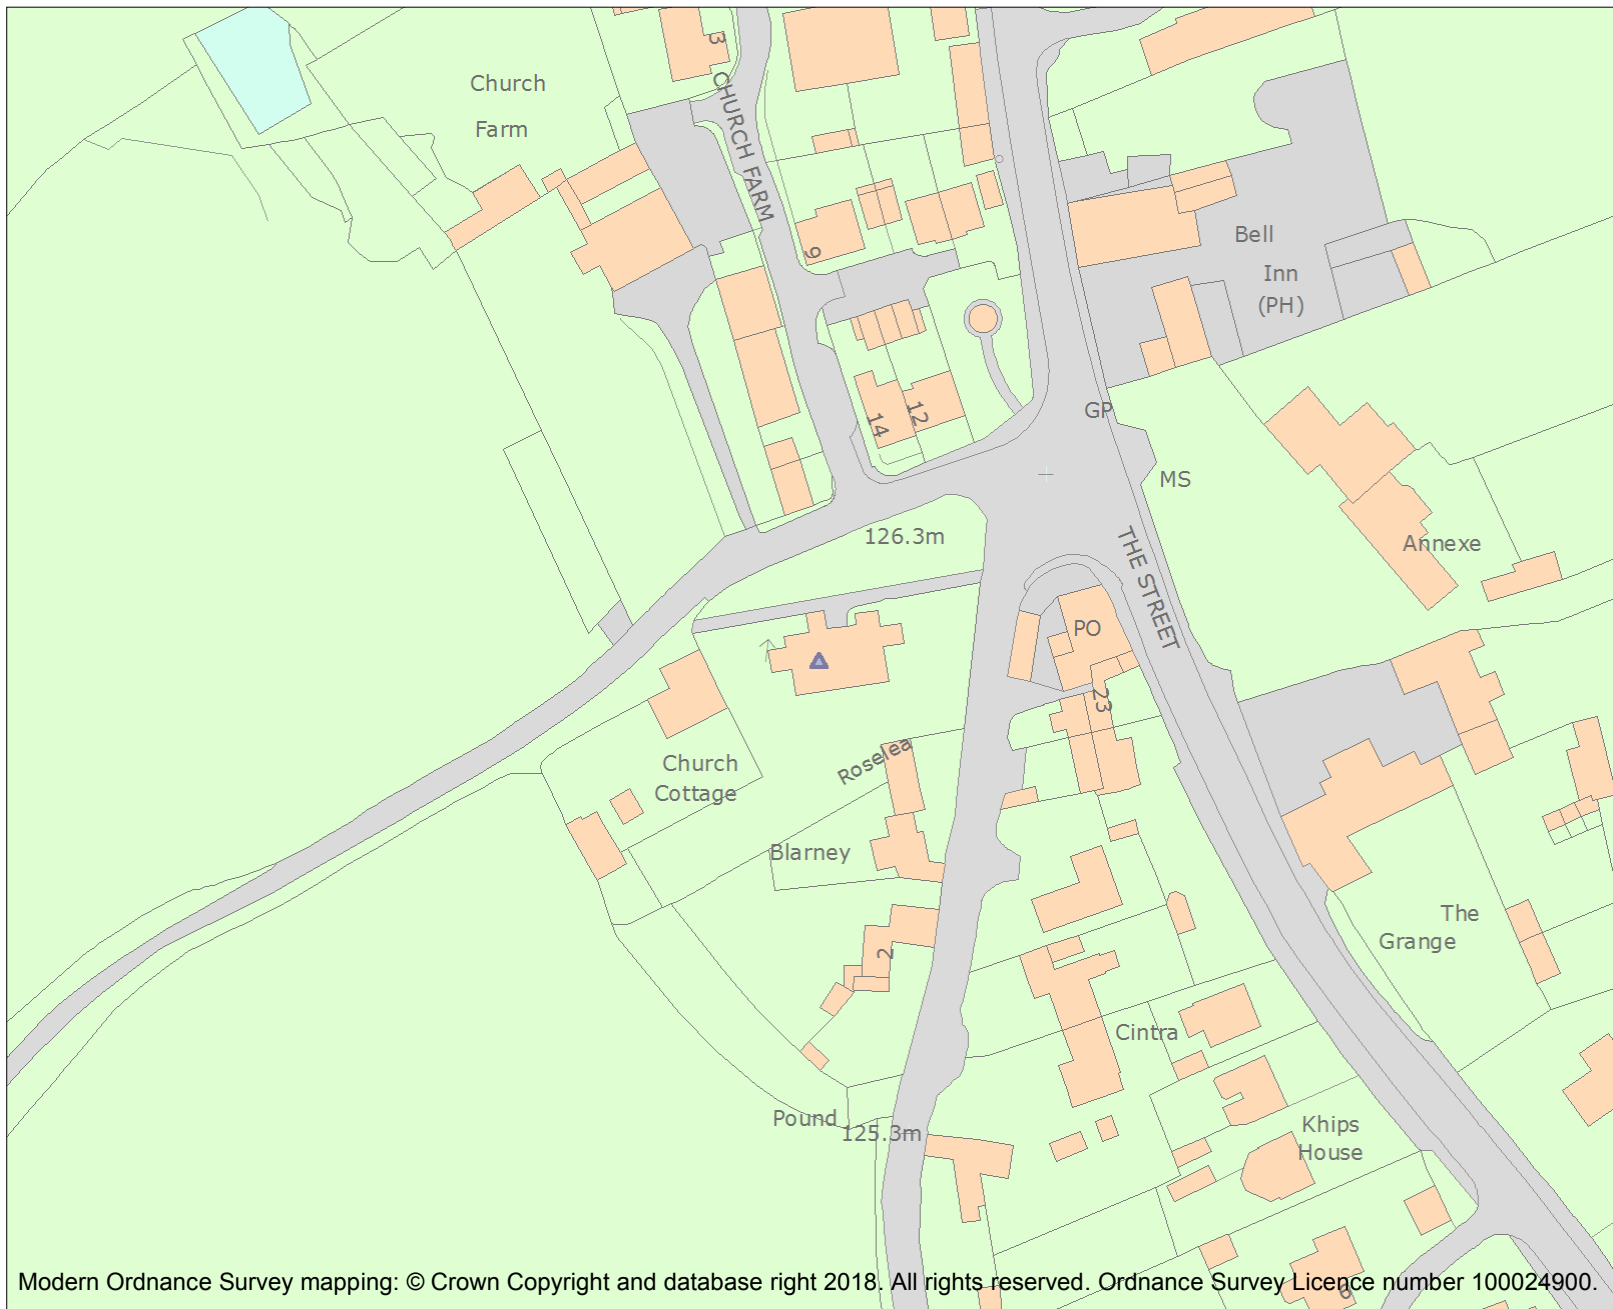 3
Church
Farm
CHURCH FARM
9
Bell
Inn
(PH)
14
12
GP
MS
126.3m
THE STREET
Annexe
PO
23
Roselea
Church
Cottage
Blarney
2
The
Grange
Cintra
Pound
125.3m
Khips
House
Modern Ordnance Survey mapping: © Crown Copyright and database right 2018. All rights reserved. Ordnance Survey Licence number 100024900.